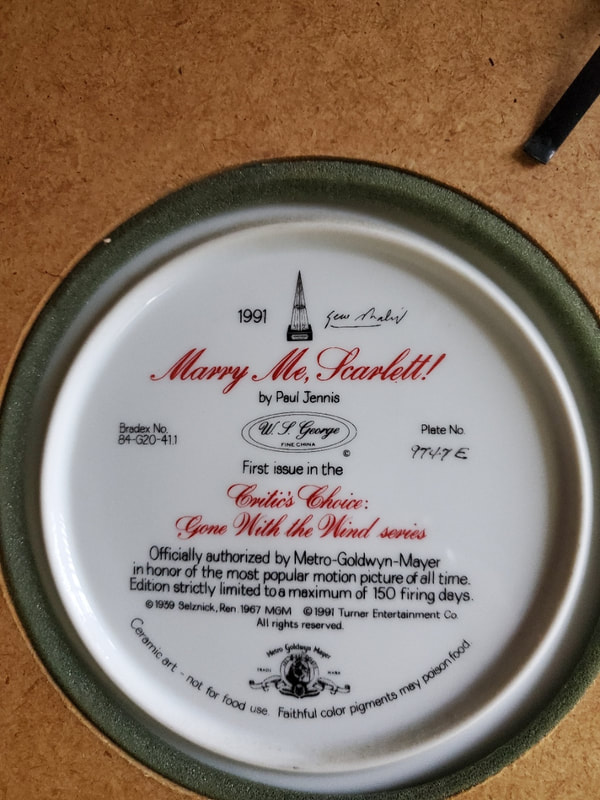 1991
Marry Me, Scarlett!
by Paul Jennis
Bradex No.
84-G20-41.1
W. S. George
FINE CHINA
©
Plate No.
9747 E
First issue in the
Critic's Choice:
Gone With the Wind series
Officially authorized by Metro-Goldwyn-Mayer
in honor of the most popular motion picture of all time.
Edition strictly limited to a maximum of 150 firing days.
© 1939 Selznick, Ren. 1967 MGM © 1991 Turner Entertainment Co.
All rights reserved.
Metro Goldwyn Mayer
TRADE MARK
Ceramic art - not for food use. Faithful color pigments may poison food.